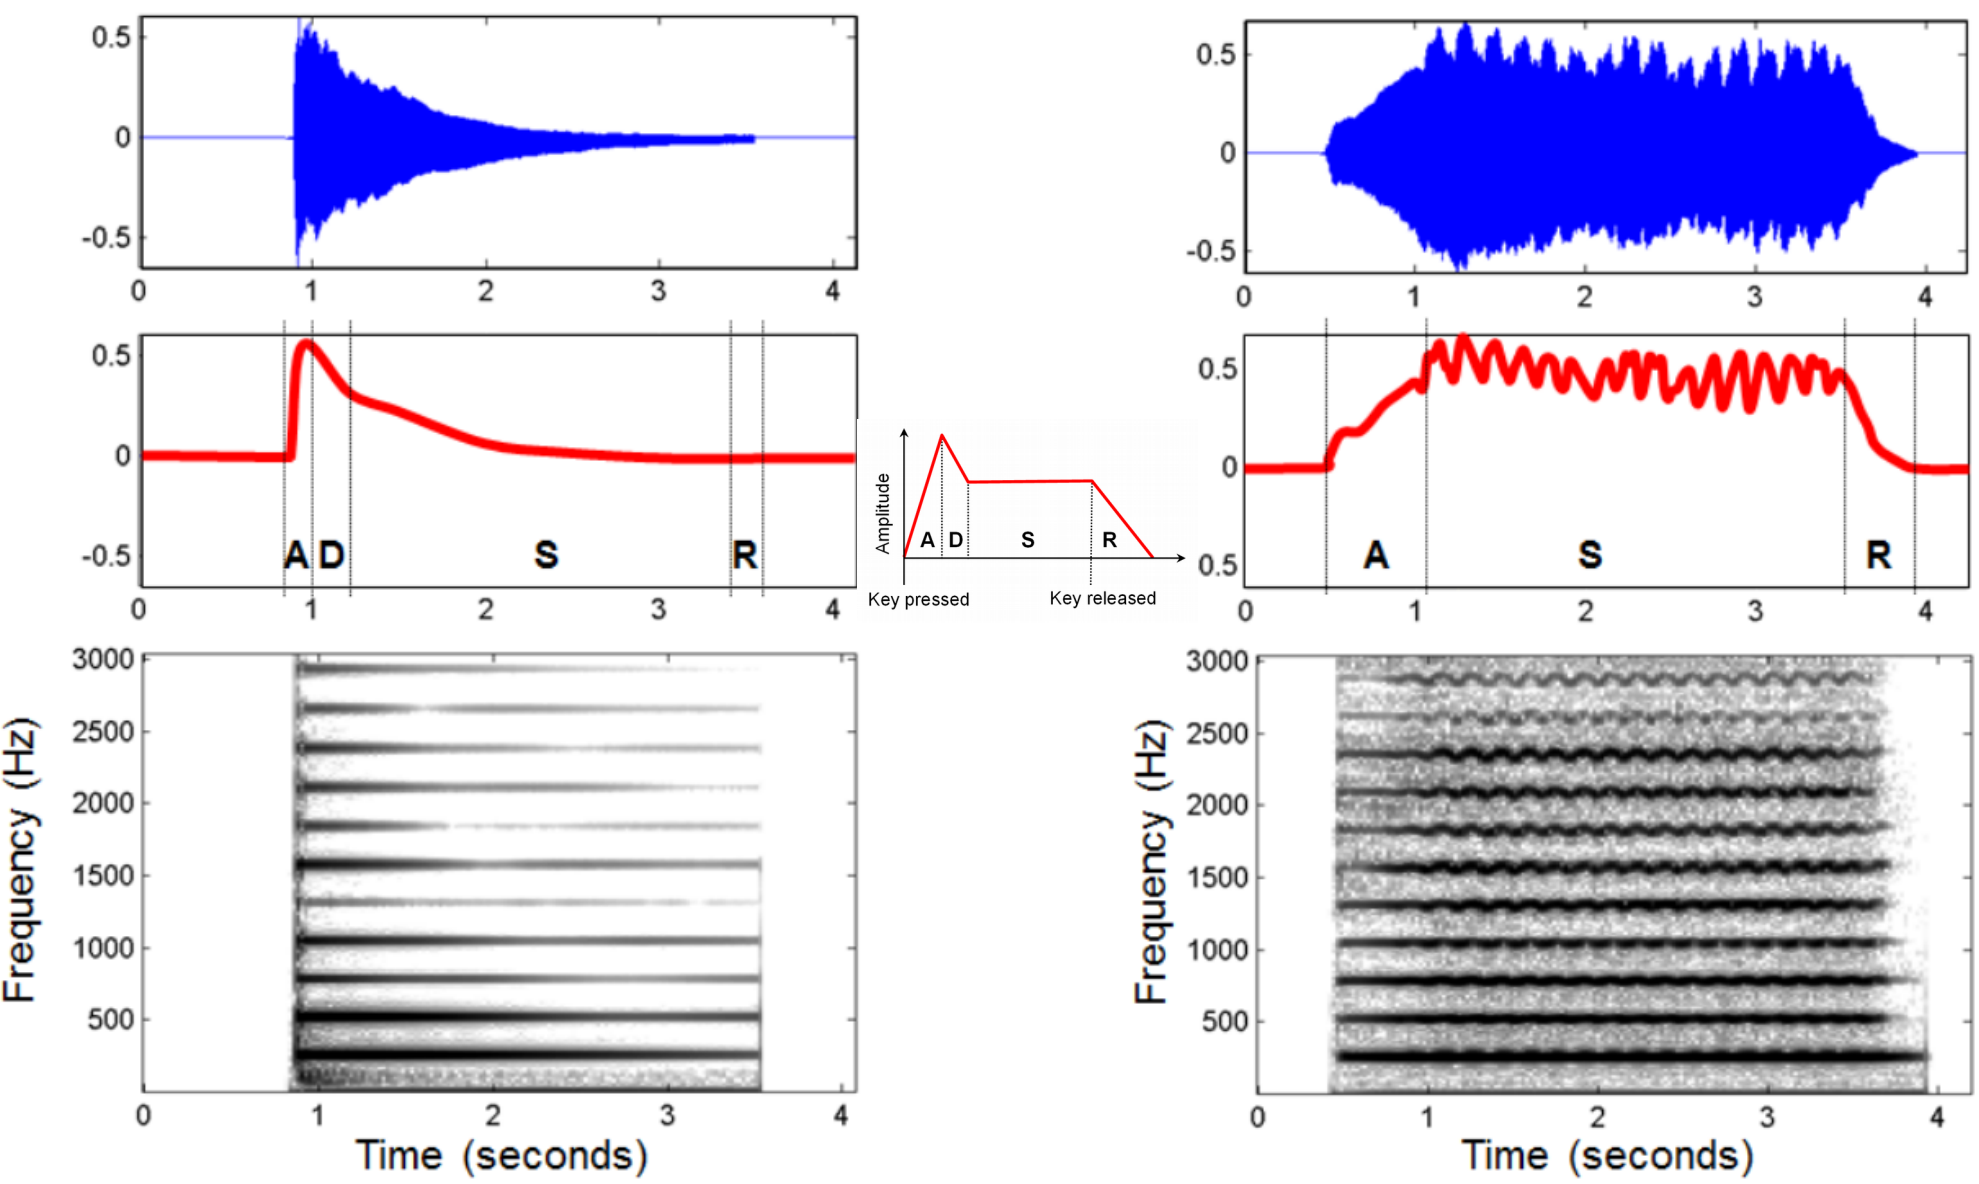 0.5
0
-0.5
0 1 2 3 4
0.5
0
-0.5
0 1 2 3 4
0.5
0
-0.5
A D S R
0 1 2 3 4
Amplitude
A D S R
Key pressed
Key released
0.5
0
0.5
A S R
0 1 2 3 4
Frequency (Hz)
3000
2500
2000
1500
1000
500
0 1 2 3 4
Time (seconds)
Frequency (Hz)
3000
2500
2000
1500
1000
500
0 1 2 3 4
Time (seconds)